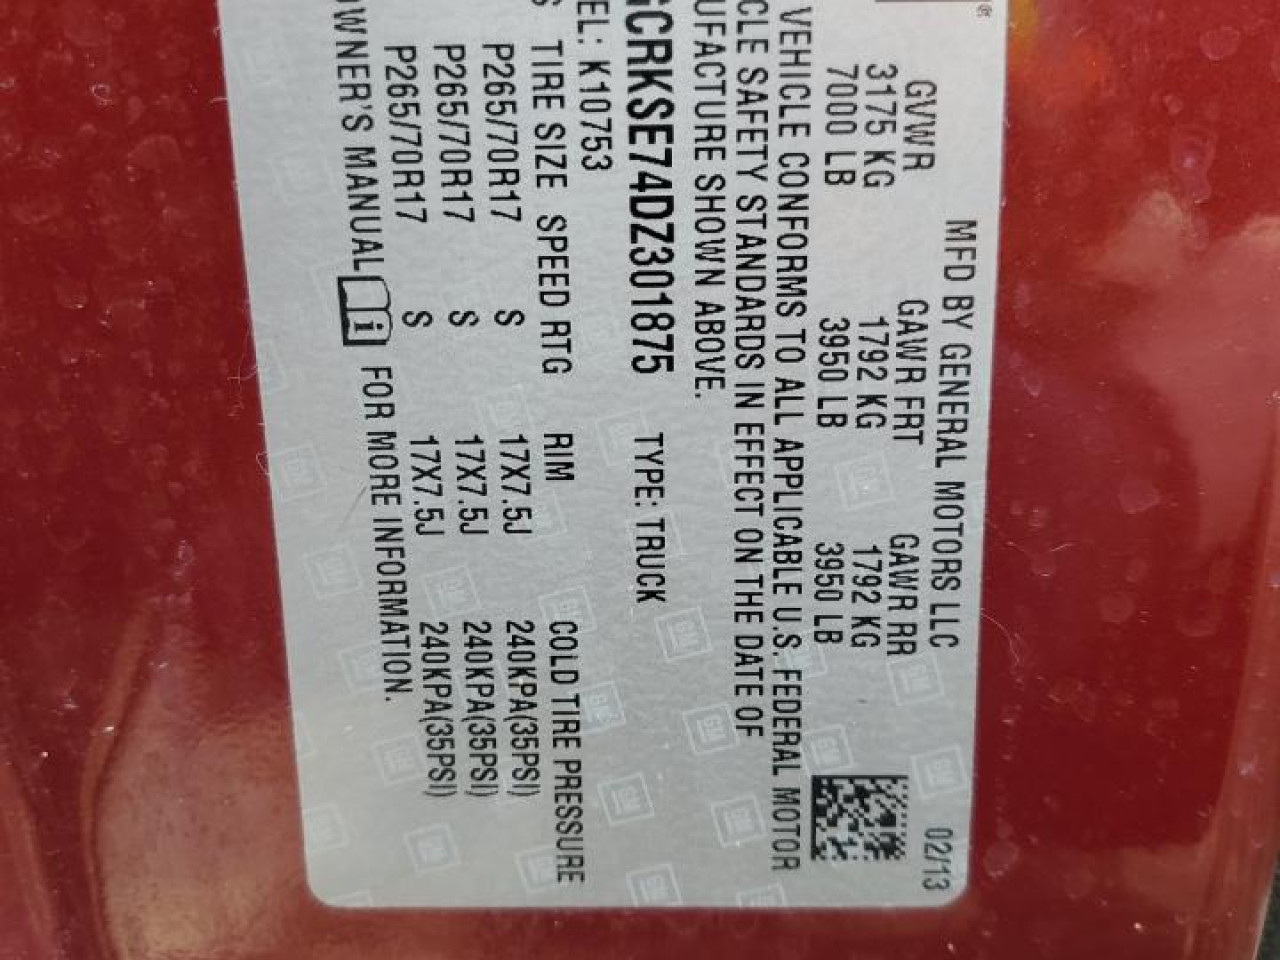 MFD BY GENERAL MOTORS LLC 02/13
GVWR GAWR FRT GAWR RR
3175 KG 1792 KG 1792 KG
7000 LB 3950 LB 3950 LB
VEHICLE CONFORMS TO ALL APPLICABLE U.S. FEDERAL MOTOR
CLE SAFETY STANDARDS IN EFFECT ON THE DATE OF
UFACTURE SHOWN ABOVE.
GCRKSE74DZ301875 TYPE: TRUCK
EL: K10753
S TIRE SIZE SPEED RTG RIM COLD TIRE PRESSURE
P265/70R17 S 17X7.5J 240KPA(35PSI)
P265/70R17 S 17X7.5J 240KPA(35PSI)
P265/70R17 S 17X7.5J 240KPA(35PSI)
OWNER'S MANUAL i FOR MORE INFORMATION.